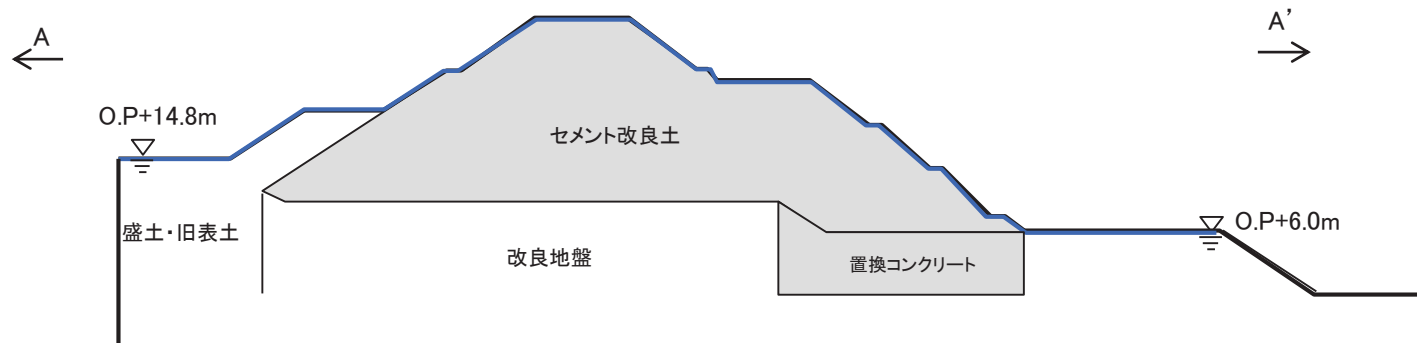 A
A’
O.P+14.8m
セメント改良土
盛土・旧表土
O.P+6.0m
改良地盤
置換コンクリート